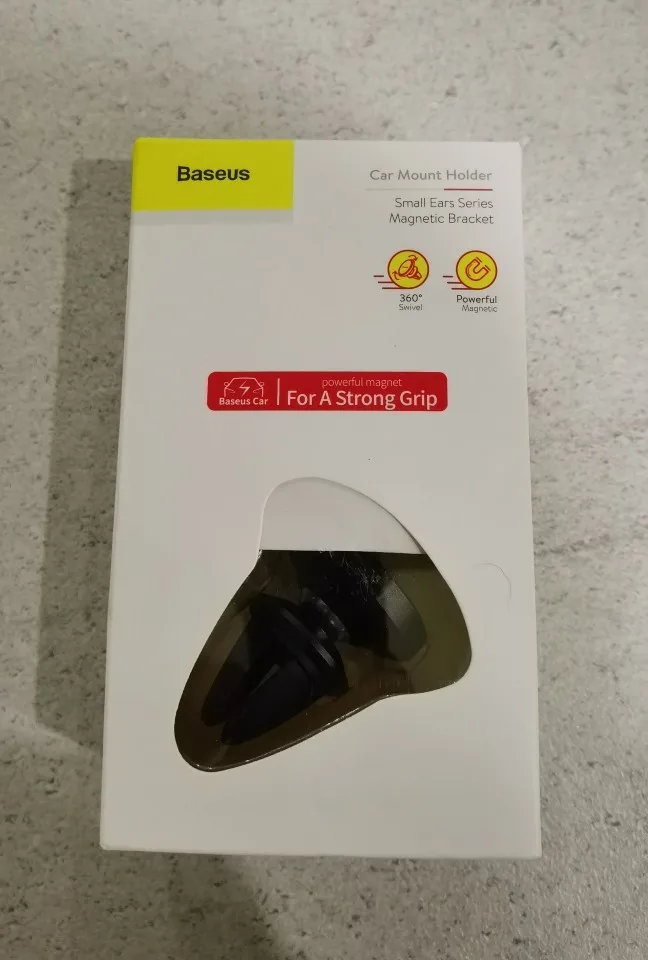 Baseus
Car Mount Holder
Small Ears Series
Magnetic Bracket
360°
Swivel
Powerful
Magnetic
Baseus Car
powerful magnet
For A Strong Grip